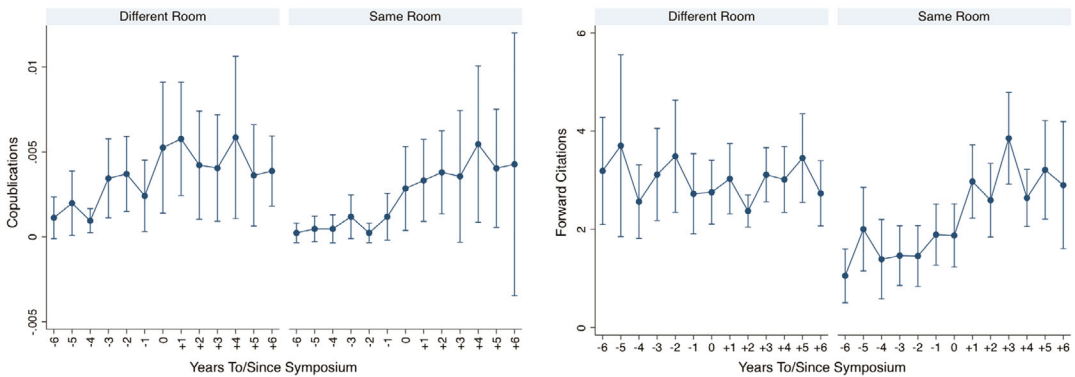 Different Room
Same Room
Copublications
.01
.005
0
-.005
-6 -5 -4 -3 -2 -1 0 +1 +2 +3 +4 +5 +6
-6 -5 -4 -3 -2 -1 0 +1 +2 +3 +4 +5 +6
Years To/Since Symposium
Different Room
Same Room
Forward Citations
6
4
2
0
-6 -5 -4 -3 -2 -1 0 +1 +2 +3 +4 +5 +6
-6 -5 -4 -3 -2 -1 0 +1 +2 +3 +4 +5 +6
Years To/Since Symposium